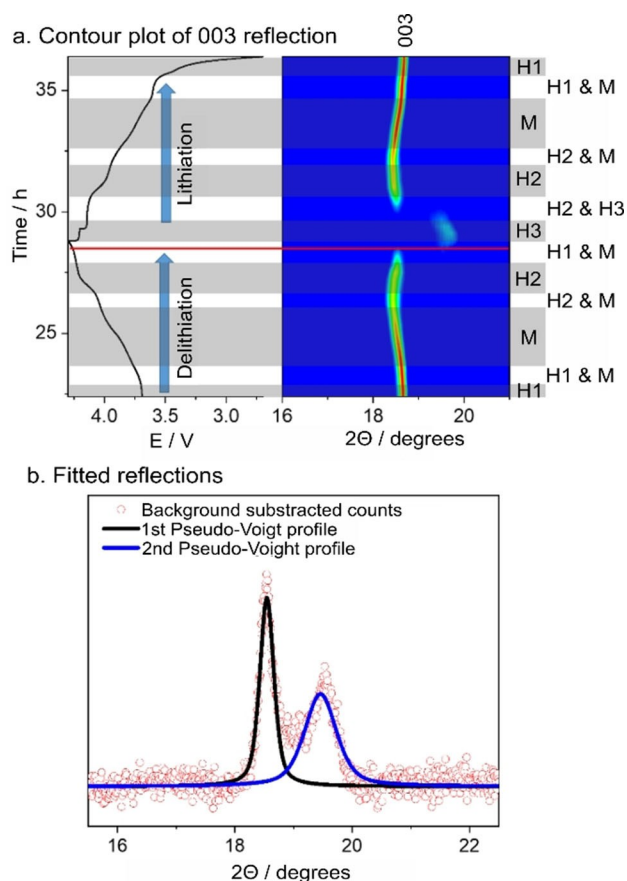 a. Contour plot of 003 reflection
003
H1
H1 & M
M
H2 & M
H2
H2 & H3
H3
H1 & M
H2
H2 & M
M
H1 & M
H1
Time / h
35
30
25
Lithiation
Delithiation
4.0 3.5 3.0 16 18 20
E / V 2Θ / degrees
b. Fitted reflections
Background substracted counts
1st Pseudo-Voigt profile
2nd Pseudo-Voight profile
16 18 20 22
2Θ / degrees